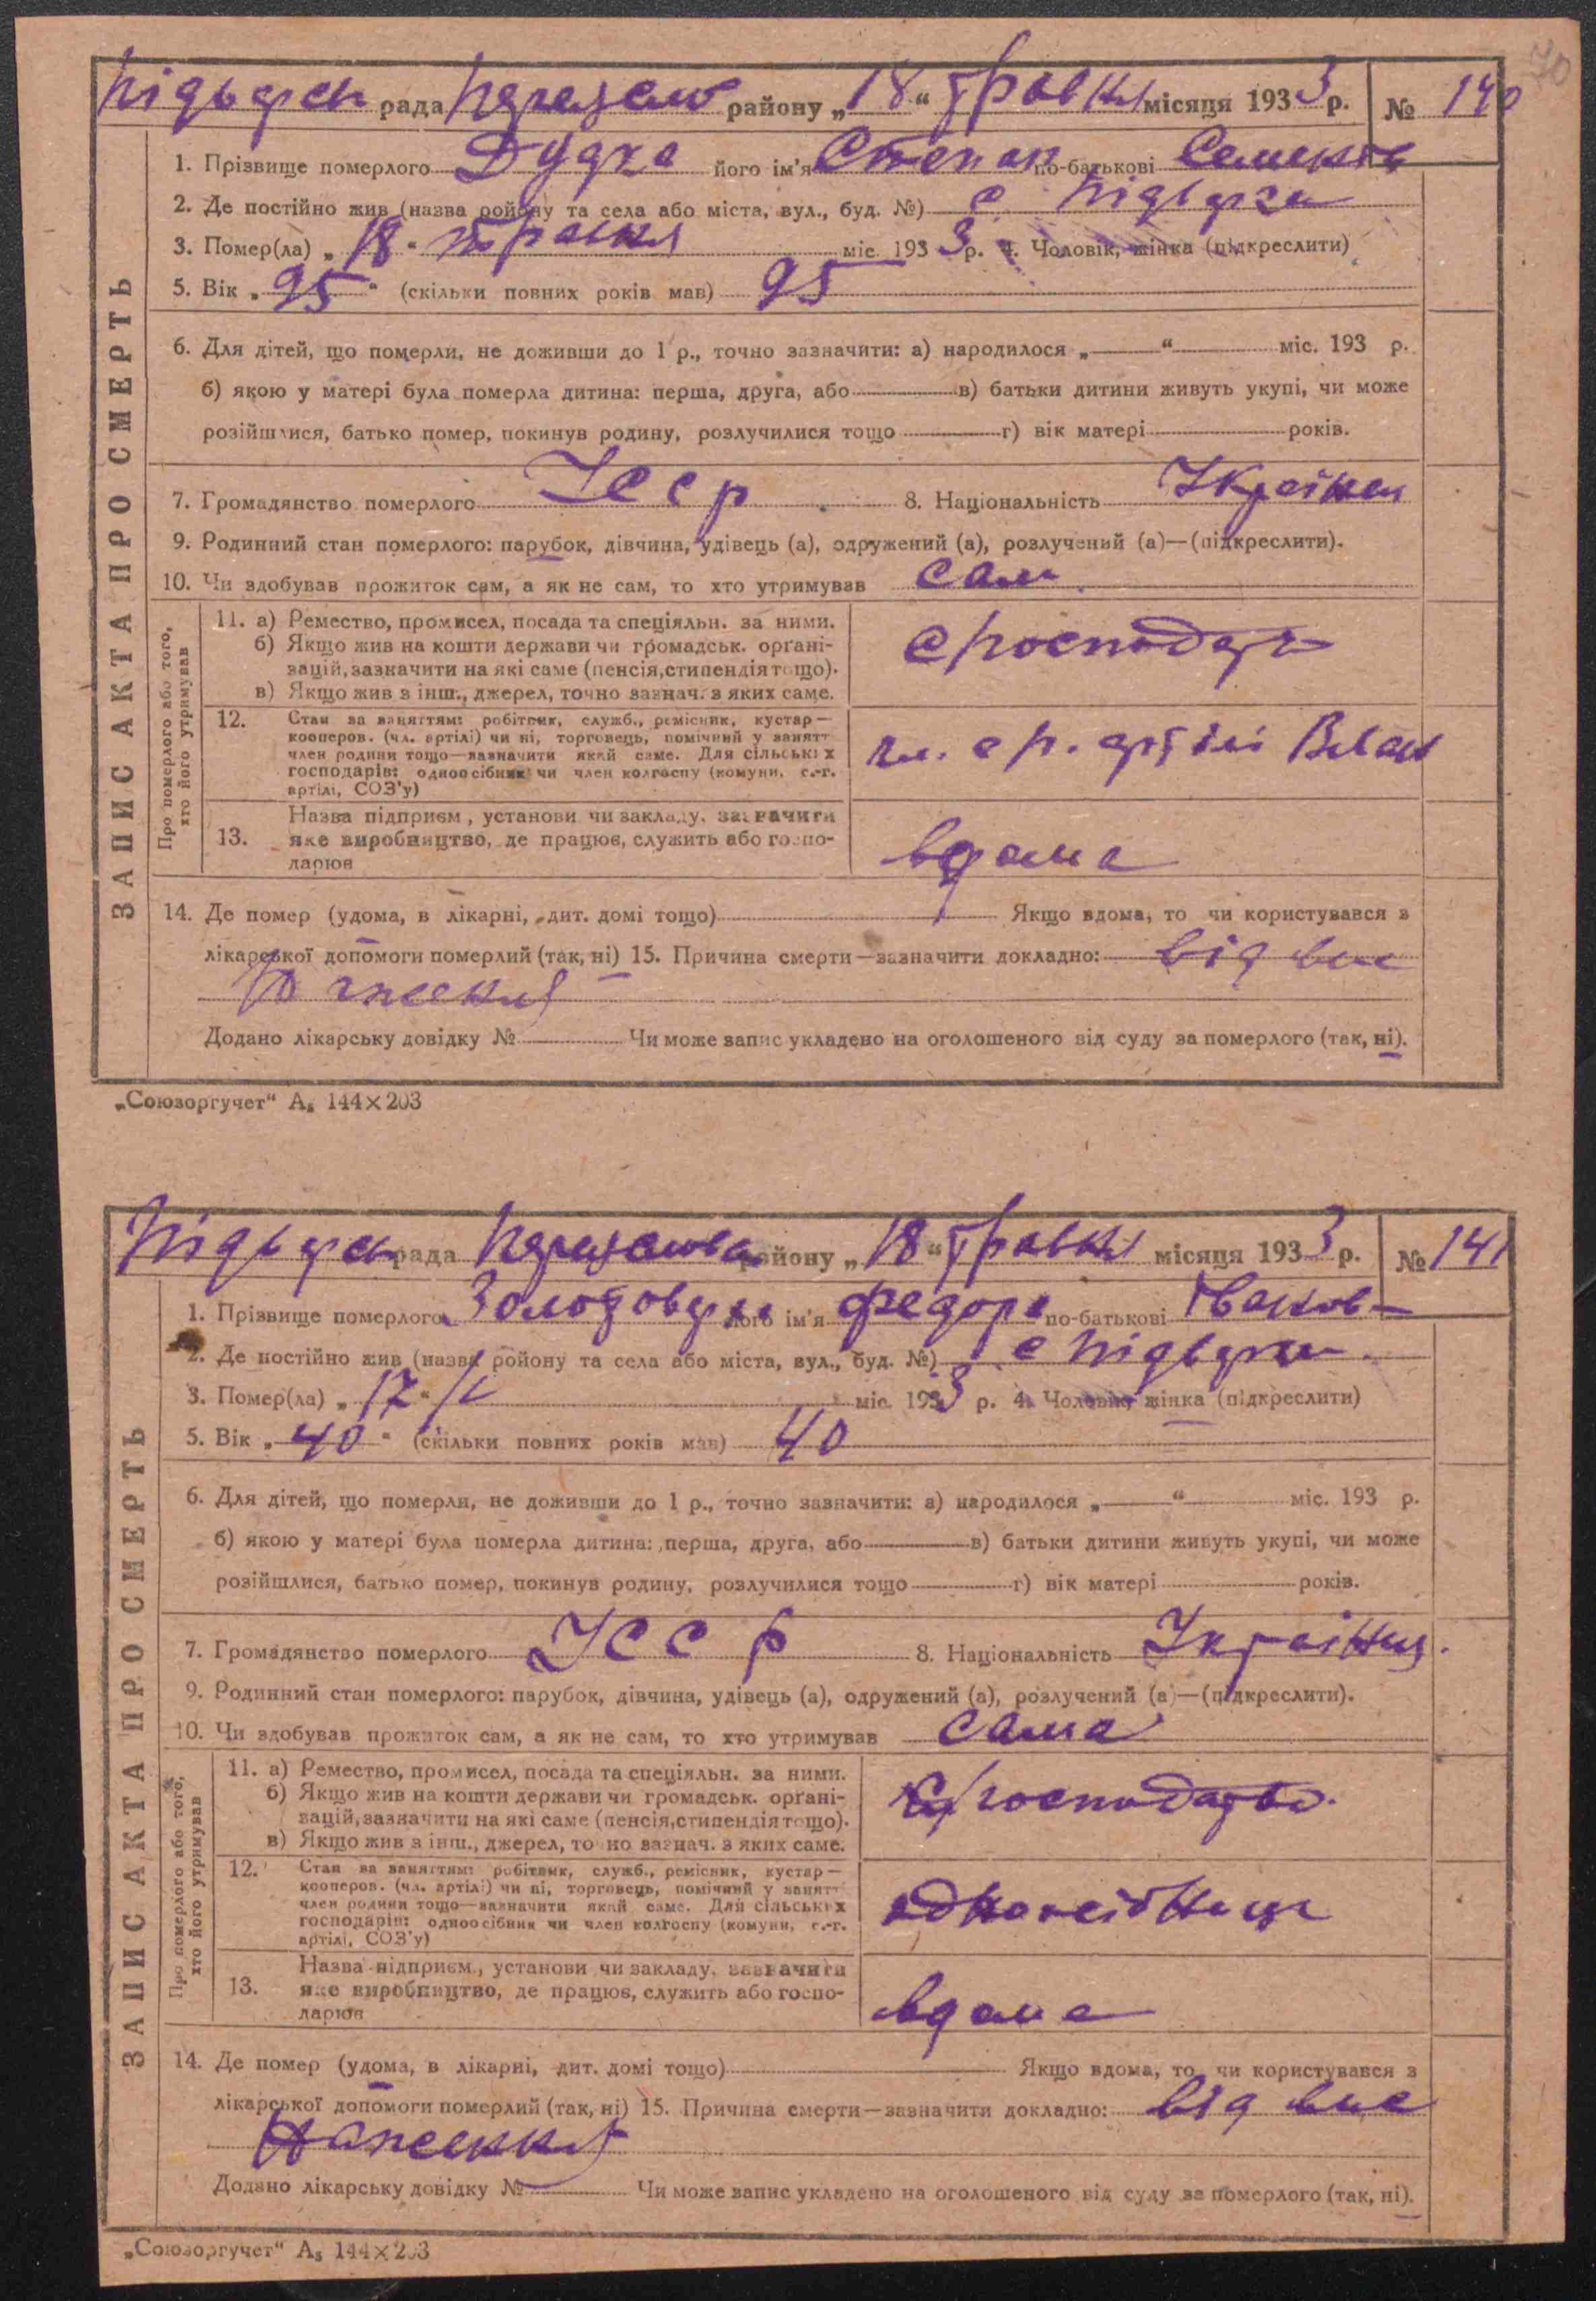 70
рада района „18“ травня місяця 1933 р. № 140
ЗАПИС АКТА ПРО СМЕРТЬ
1. Прізвище померлого Дудка його ім'я Степан по-батькові
2. Де постійно жив (назва ройону та села або міста, вул., буд. №) с.
3. Помер(ла) „18“ травня міс. 1933 р. 4. Чоловік, жінка (підкреслити)
5. Вік „95“ (скільки повних років мав) 95
6. Для дітей, що померли, не доживши до 1 р., точно зазначити: а) народилося „ “ міс. 193 р.
б) якою у матері була померла дитина: перша, друга, або в) батьки дитини живуть укупі, чи може
розійшлися, батько помер, покинув родину, розлучилися тощо г) вік матері років.
7. Громадянство померлого Усср 8. Національність
9. Родинний стан померлого: парубок, дівчина, удівець (а), одружений (а), розлучений (а)—(підкреслити).
10. Чи здобував прожиток сам, а як не сам, то хто утримував сам
Про померлого або того, хто його утримував
11. а) Ремество, промисел, посада та спеціяльн. за ними.
б) Якщо жив на кошти держави чи громадськ. орґані-
зацій, зазначити на які саме (пенсія, стипендія тощо).
в) Якщо жив з інш., джерел, точно зазнач. з яких саме.
12. Стан за заняттям: робітник, служб., ремісник, кустар—
кооперов. (чл. артілі) чи ні, торговець, помічний у занятт
член родини тощо—зазначити який саме. Для сільських
господарів: одноосібник чи член колгоспу (комуни, с.-г.
артілі, СОЗ'у)
13. Назва підприєм., установи чи закладу, зазначити
яке виробництво, де працює, служить або госпо-
дарює
вдома
14. Де помер (удома, в лікарні, дит. домі тощо) Якщо вдома, то чи користувався з
лікарської допомоги померлий (так, ні) 15. Причина смерти—зазначити докладно: від
Додано лікарську довідку № Чи може запис укладено на оголошеного від суду за померлого (так, ні).
„Союзоргучет“ А₅ 144×203
рада району „18“ травня місяця 1933 р. № 141
ЗАПИС АКТА ПРО СМЕРТЬ
1. Прізвище померлого його ім'я Федора по-батькові
2. Де постійно жив (назва ройону та села або міста, вул., буд. №) с
3. Помер(ла) „17“ міс. 1933 р. 4. Чоловік, жінка (підкреслити)
5. Вік „40“ (скільки повних років мав) 40
6. Для дітей, що померли, не доживши до 1 р., точно зазначити: а) народилося „ “ міс. 193 р.
б) якою у матері була померла дитина: перша, друга, або в) батьки дитини живуть укупі, чи може
розійшлися, батько помер, покинув родину, розлучилися тощо г) вік матері років.
7. Громадянство померлого УССР 8. Національність
9. Родинний стан померлого: парубок, дівчина, удівець (а), одружений (а), розлучений (а)—(підкреслити).
10. Чи здобував прожиток сам, а як не сам, то хто утримував сама
Про померлого або того, хто його утримував
11. а) Ремество, промисел, посада та спеціяльн. за ними.
б) Якщо жив на кошти держави чи громадськ. орґані-
зацій, зазначити на які саме (пенсія, стипендія тощо).
в) Якщо жив з інш., джерел, точно зазнач. з яких саме.
12. Стан за заняттям: робітник, служб., ремісник, кустар—
кооперов. (чл. артілі) чи ні, торговець, помічний у занятт
член родини тощо—зазначити який саме. Для сільських
господарів: одноосібник чи член колгоспу (комуни, с.-г.
артілі, СОЗ'у)
13. Назва підприєм., установи чи закладу, зазначити
яке виробництво, де працює, служить або госпо-
дарює
вдома
14. Де помер (удома, в лікарні, дит. домі тощо) Якщо вдома, то чи користувався з
лікарської допомоги померлий (так, ні) 15. Причина смерти—зазначити докладно: від
Додано лікарську довідку № Чи може запис укладено на оголошеного від суду за померлого (так, ні).
„Союзоргучет“ А₅ 144×203